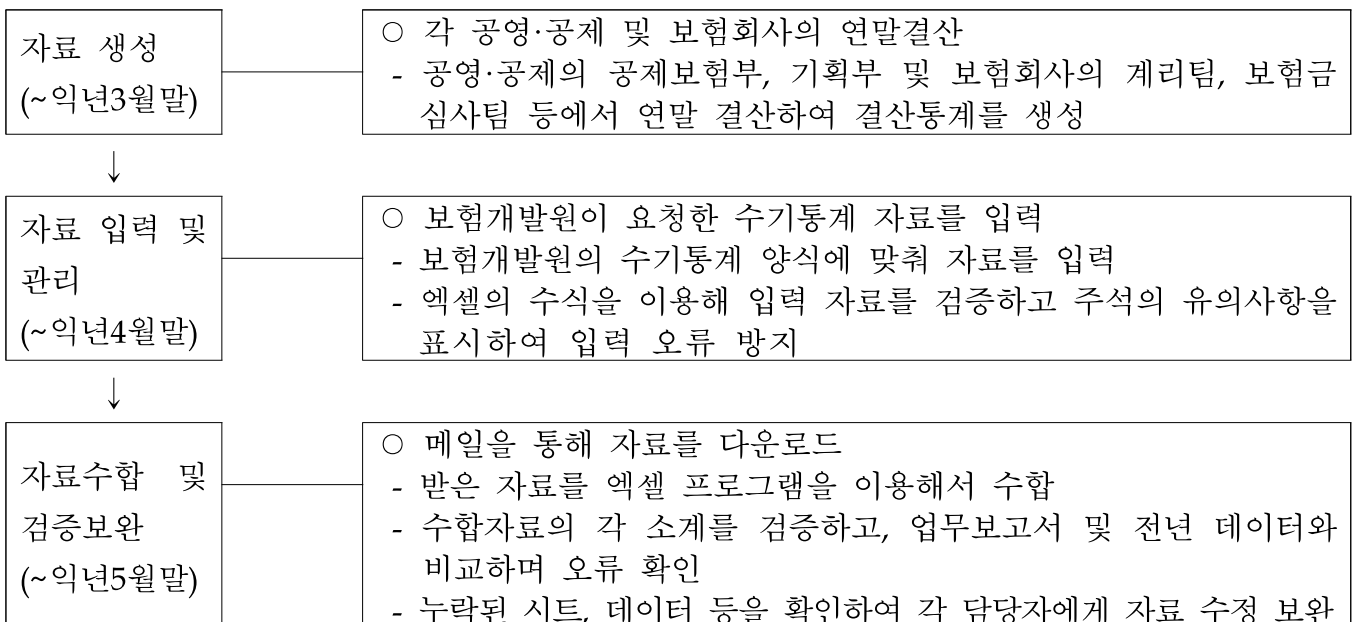 자료 생성
(~익년3월말)
○ 각 공영·공제 및 보험회사의 연말결산
- 공영·공제의 공제보험부, 기획부 및 보험회사의 계리팀, 보험금
심사팀 등에서 연말 결산하여 결산통계를 생성
↓
자료 입력 및
관리
(~익년4월말)
○ 보험개발원이 요청한 수기통계 자료를 입력
- 보험개발원의 수기통계 양식에 맞춰 자료를 입력
- 엑셀의 수식을 이용해 입력 자료를 검증하고 주석의 유의사항을
표시하여 입력 오류 방지
↓
자료수합 및
검증보완
(~익년5월말)
○ 메일을 통해 자료를 다운로드
- 받은 자료를 엑셀 프로그램을 이용해서 수합
- 수합자료의 각 소계를 검증하고, 업무보고서 및 전년 데이터와
비교하며 오류 확인
- 누락된 시트, 데이터 등을 확인하여 각 담당자에게 자료 수정 보완